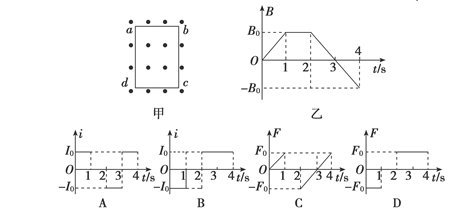 a b
d c
甲
B
B₀
O 1 2 3 4 t/s
−B₀
乙
i
I₀
O 1 2 3 4 t/s
−I₀
A
i
I₀
O 1 2 3 4 t/s
−I₀
B
F
F₀
O 1 2 3 4 t/s
−F₀
C
F
F₀
O 1 2 3 4 t/s
−F₀
D